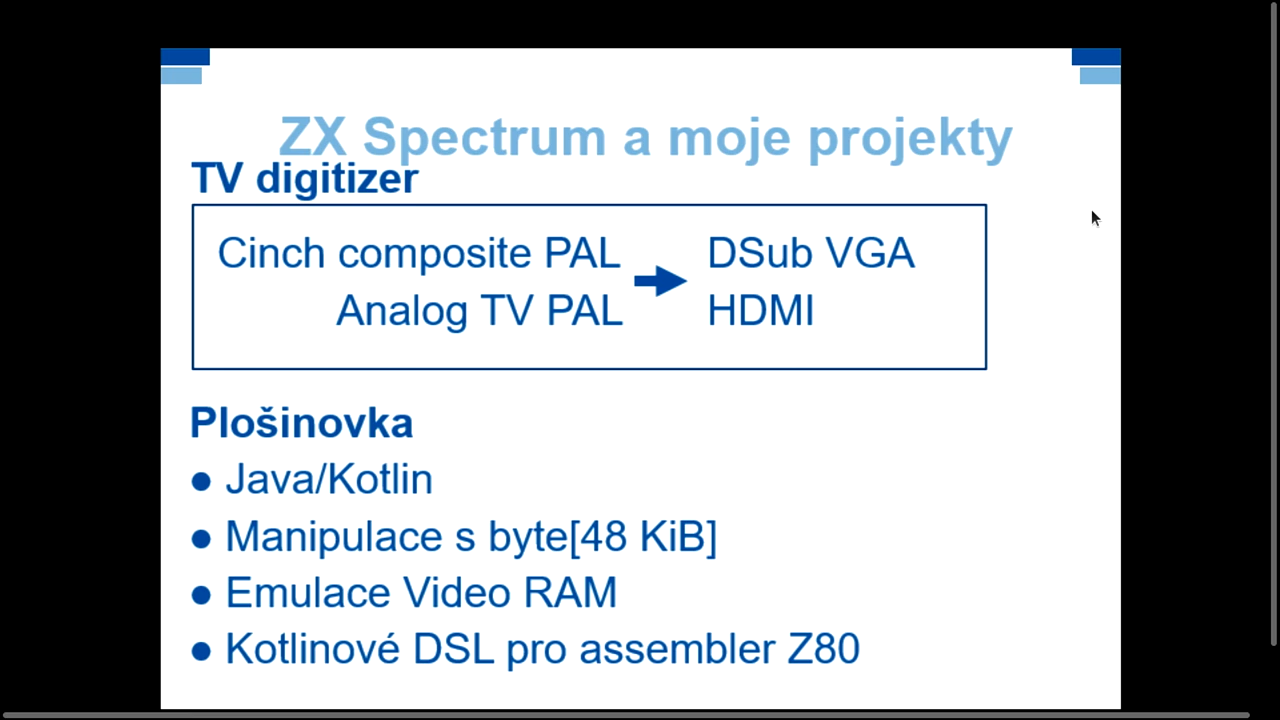 ZX Spectrum a moje projekty
TV digitizer
Cinch composite PAL DSub VGA
Analog TV PAL HDMI
Plošinovka
● Java/Kotlin
● Manipulace s byte[48 KiB]
● Emulace Video RAM
● Kotlinové DSL pro assembler Z80